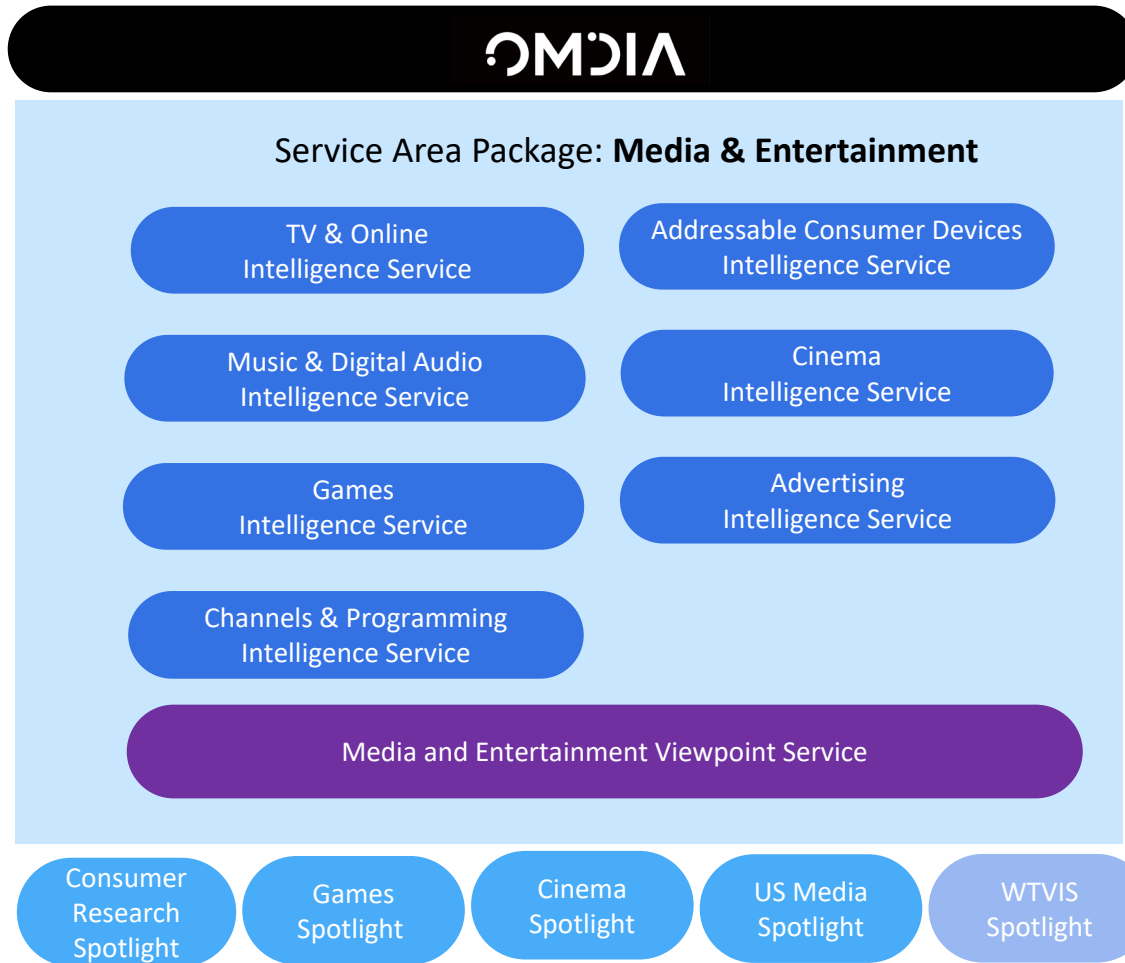 OMDIA
Service Area Package: Media & Entertainment
TV & Online
Intelligence Service
Addressable Consumer Devices
Intelligence Service
Music & Digital Audio
Intelligence Service
Cinema
Intelligence Service
Games
Intelligence Service
Advertising
Intelligence Service
Channels & Programming
Intelligence Service
Media and Entertainment Viewpoint Service
Consumer
Research
Spotlight
Games
Spotlight
Cinema
Spotlight
US Media
Spotlight
WTVIS
Spotlight